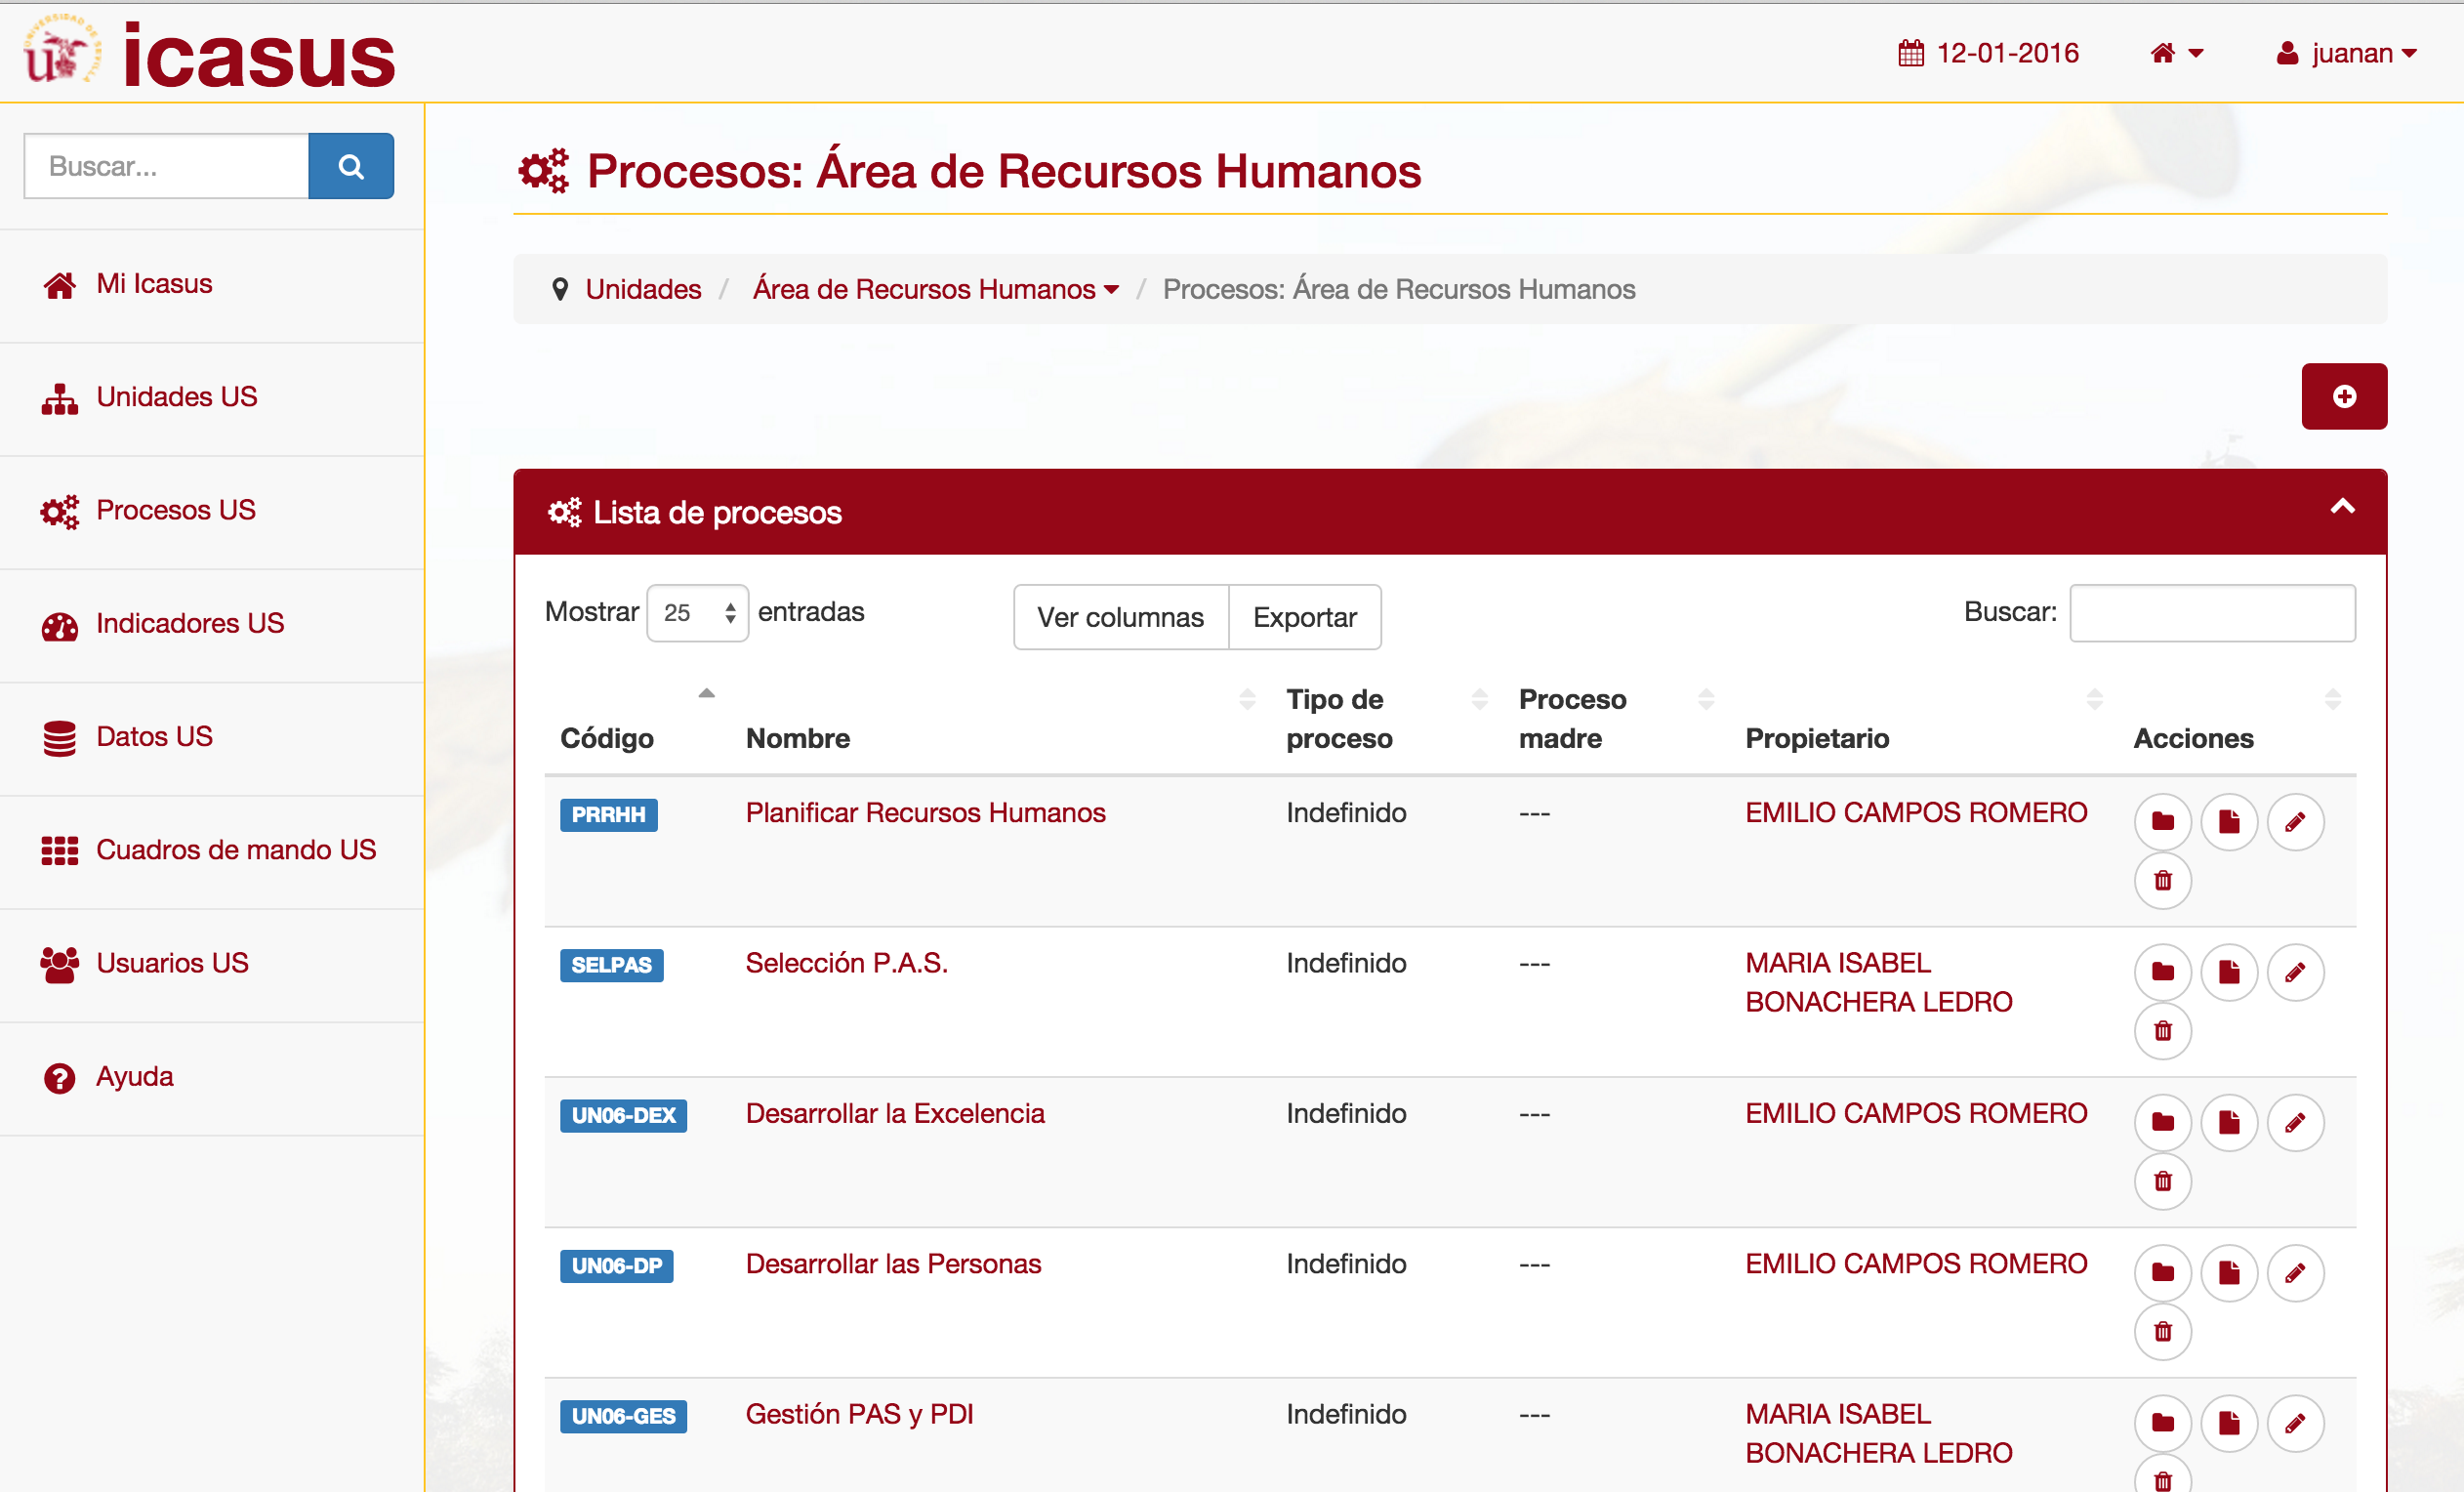 UNIVERSIDAD DE SEVILLA
icasus
12-01-2016
juanan
Buscar...
Mi Icasus
Unidades US
Procesos US
Indicadores US
Datos US
Cuadros de mando US
Usuarios US
Ayuda
Procesos: Área de Recursos Humanos
Unidades / Área de Recursos Humanos / Procesos: Área de Recursos Humanos
Lista de procesos
Mostrar 25 entradas
Ver columnas
Exportar
Buscar:
Código Nombre Tipo de proceso Proceso madre Propietario Acciones
PRRHH Planificar Recursos Humanos Indefinido --- EMILIO CAMPOS ROMERO
SELPAS Selección P.A.S. Indefinido --- MARIA ISABEL
BONACHERA LEDRO
UN06-DEX Desarrollar la Excelencia Indefinido --- EMILIO CAMPOS ROMERO
UN06-DP Desarrollar las Personas Indefinido --- EMILIO CAMPOS ROMERO
UN06-GES Gestión PAS y PDI Indefinido --- MARIA ISABEL
BONACHERA LEDRO